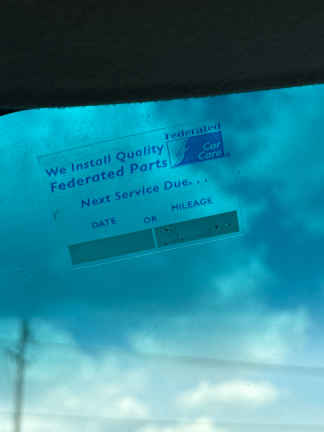 We Install Quality
Federated Parts
Federated
Car
Care
Next Service Due...
DATE OR MILEAGE